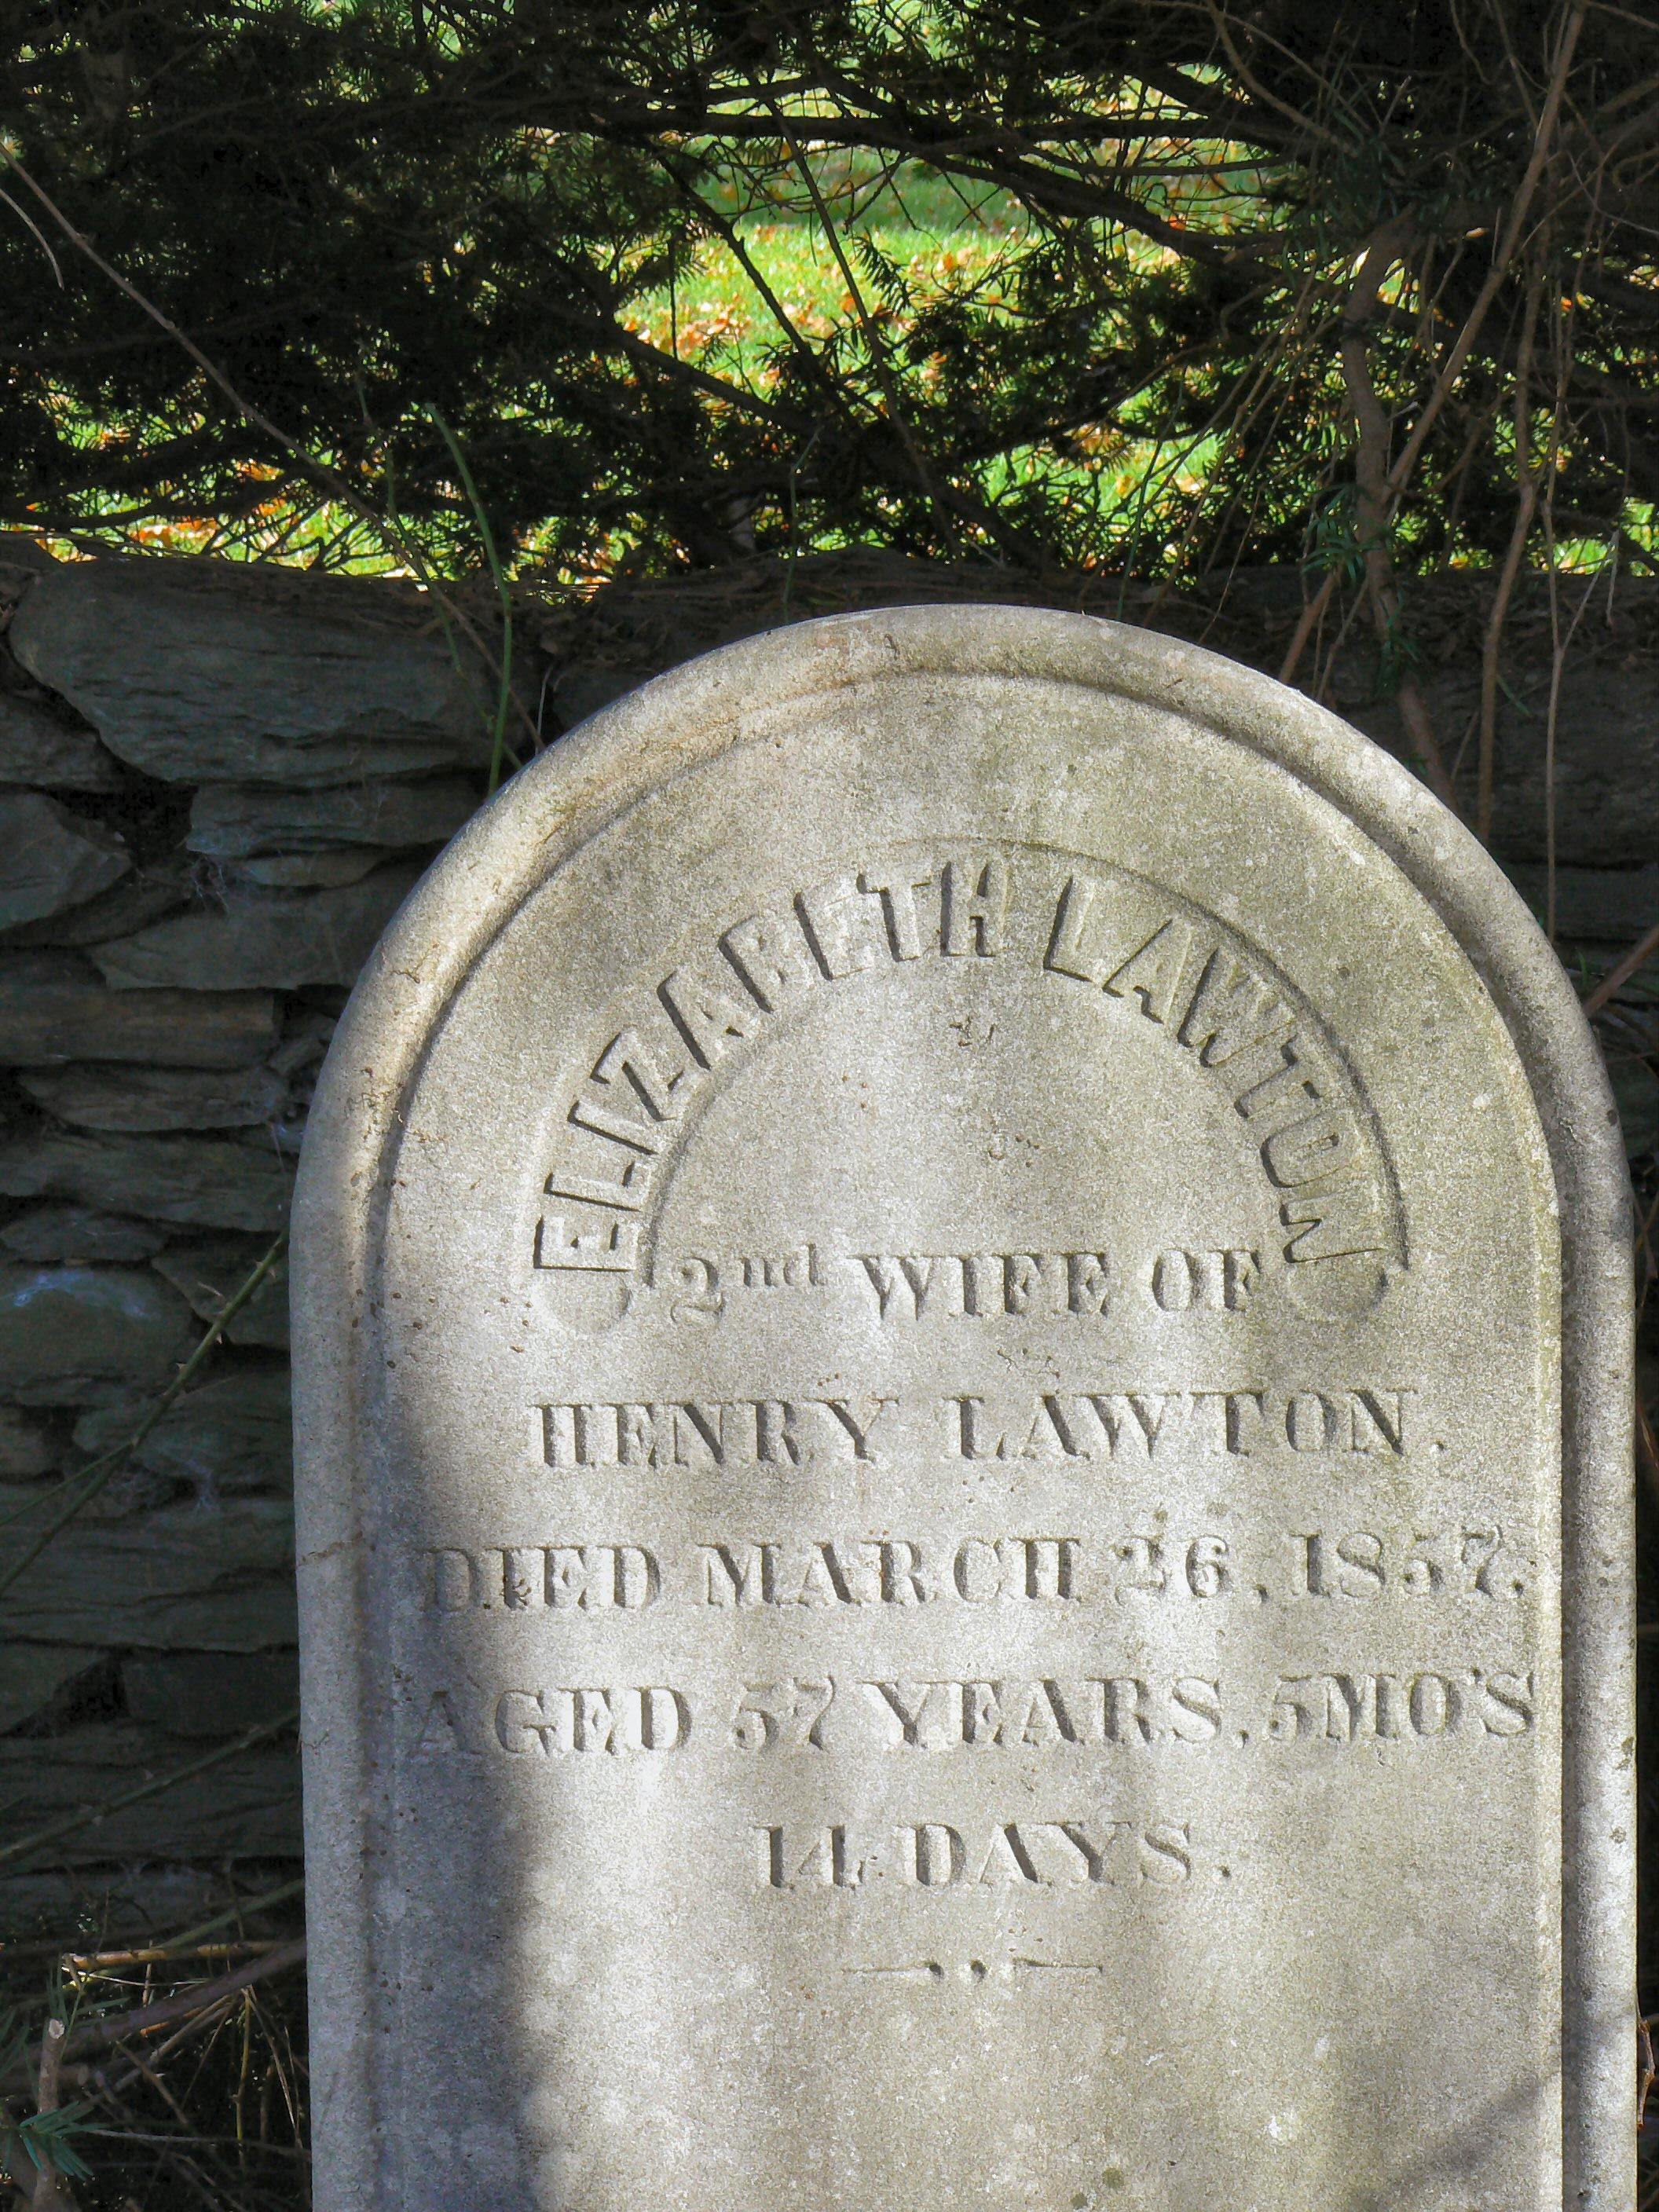 ELIZABETH LAWTON
2nd WIFE OF
HENRY LAWTON.
DIED MARCH 26, 1857,
AGED 57 YEARS, 5 MO'S
14 DAYS.